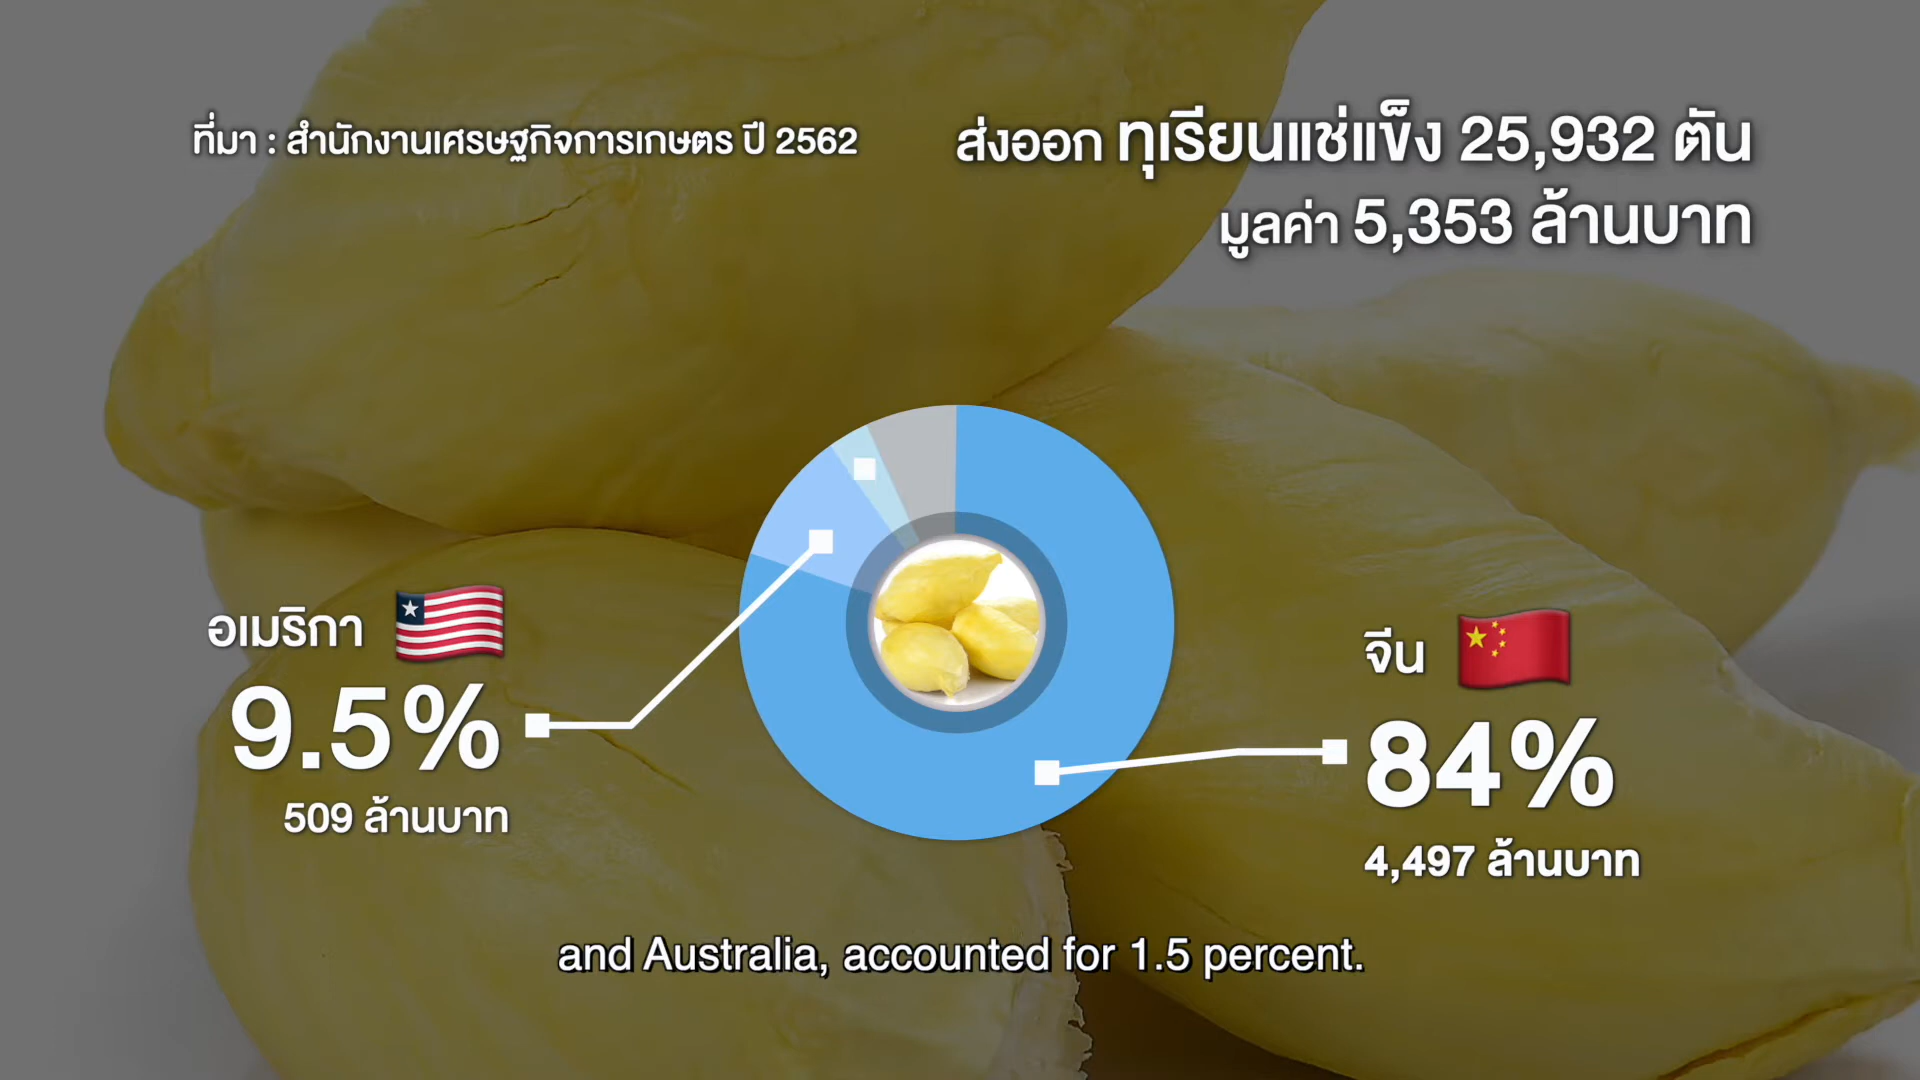 ที่มา : สำนักงานเศรษฐกิจการเกษตร ปี 2562
ส่งออก ทุเรียนแช่แข็ง 25,932 ตัน
มูลค่า 5,353 ล้านบาท
อเมริกา
9.5%
509 ล้านบาท
จีน
84%
4,497 ล้านบาท
and Australia, accounted for 1.5 percent.